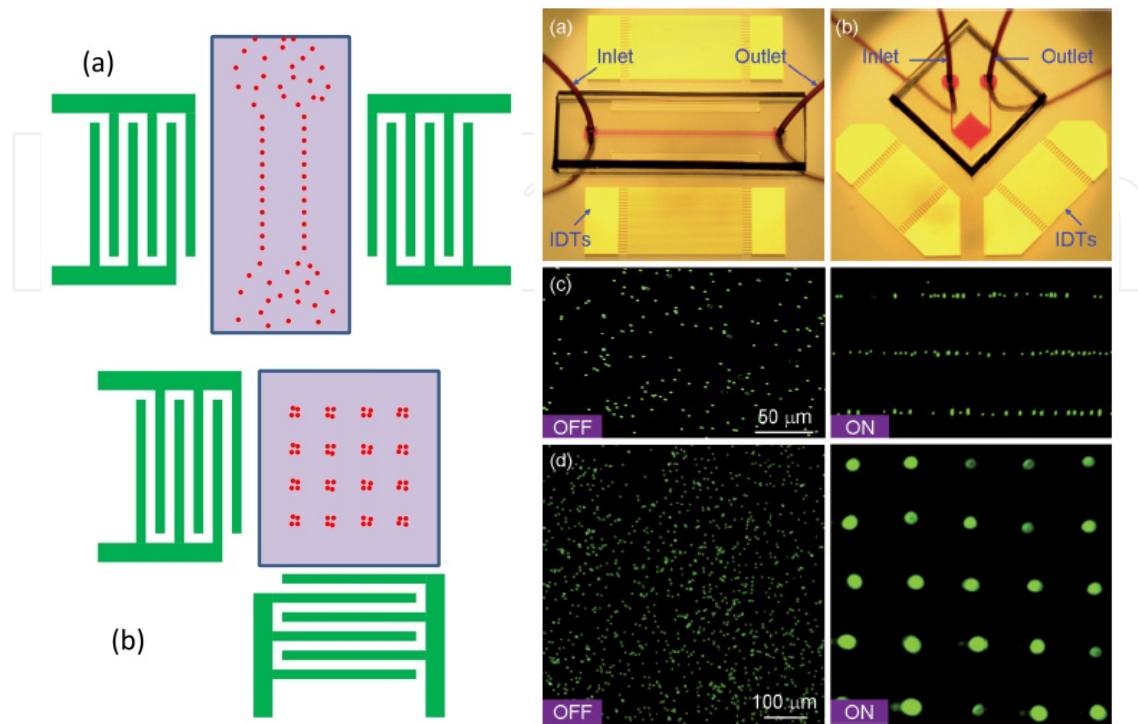 (a)
(b)
(a)
Inlet
Outlet
IDTs
(b)
Inlet
Outlet
IDTs
(c)
OFF
50 μm
ON
(d)
OFF
100 μm
ON